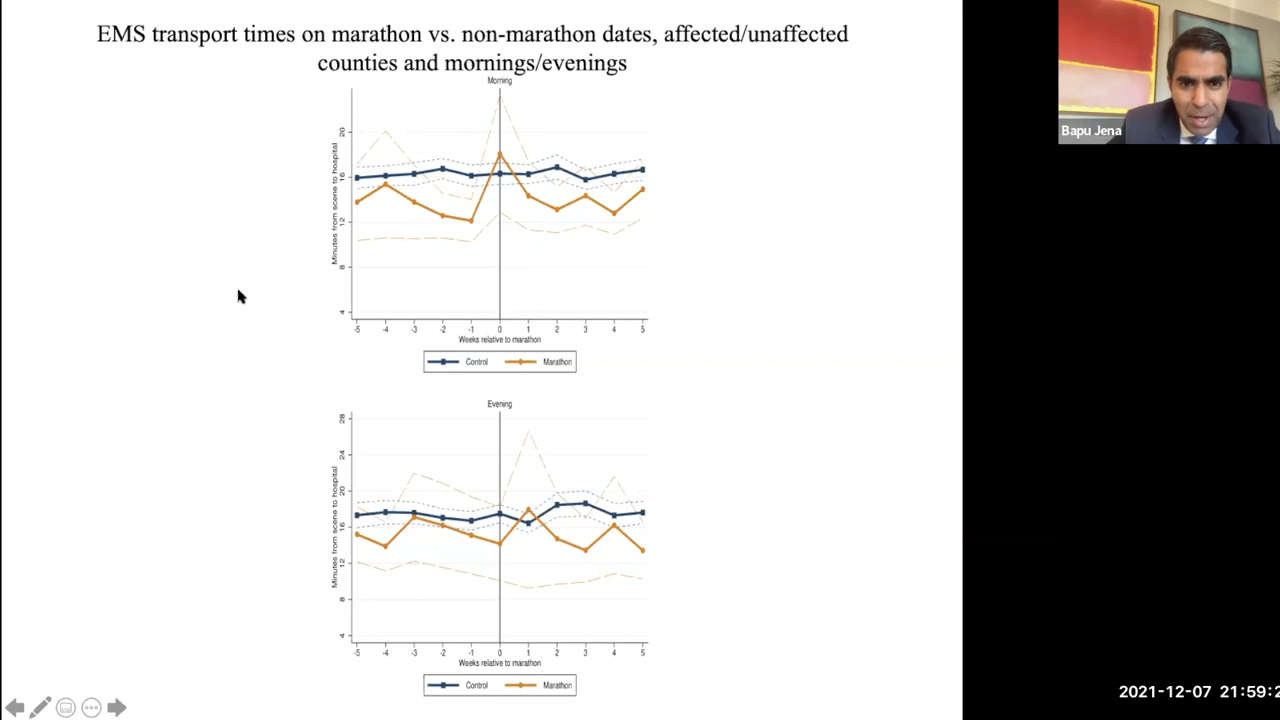 EMS transport times on marathon vs. non-marathon dates, affected/unaffected
counties and mornings/evenings
Morning
Minutes from scene to hospital
20
16
12
8
4
-5 -4 -3 -2 -1 0 1 2 3 4 5
Weeks relative to marathon
Control Marathon
Evening
Minutes from scene to hospital
28
24
20
16
12
8
4
-5 -4 -3 -2 -1 0 1 2 3 4 5
Weeks relative to marathon
Control Marathon
Bapu Jena
2021-12-07 21:59:2